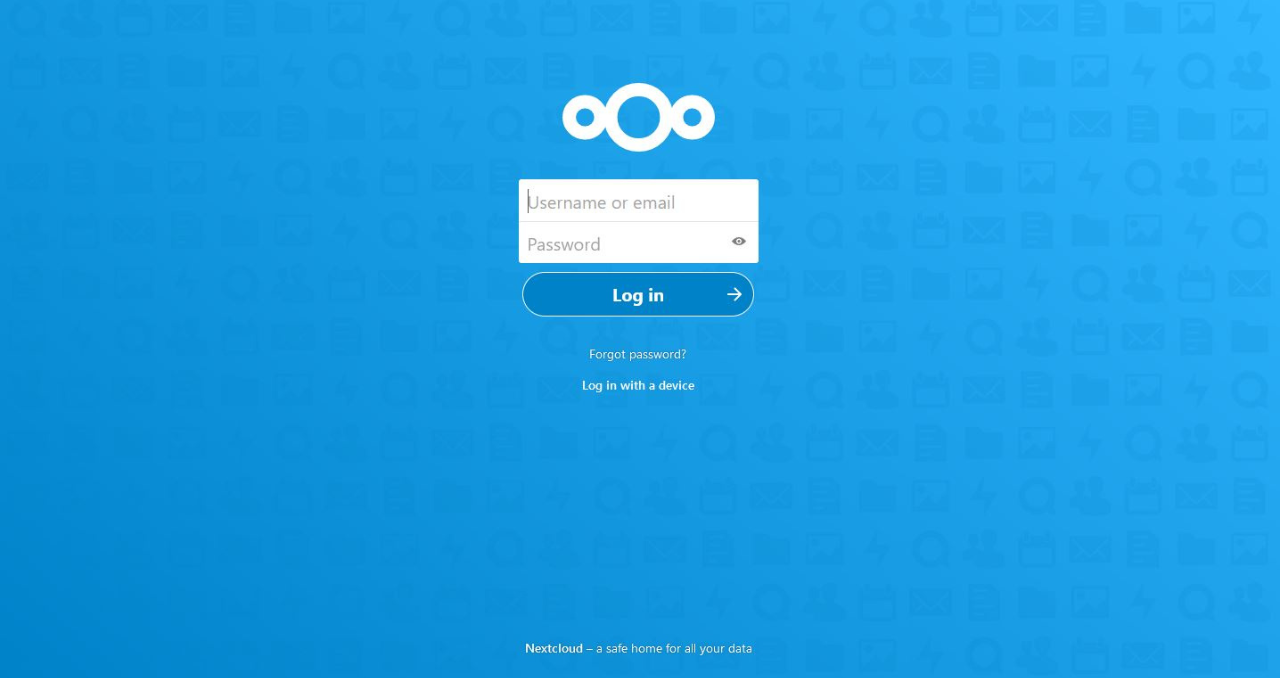 Username or email
Password
Log in
Forgot password?
Log in with a device
Nextcloud – a safe home for all your data